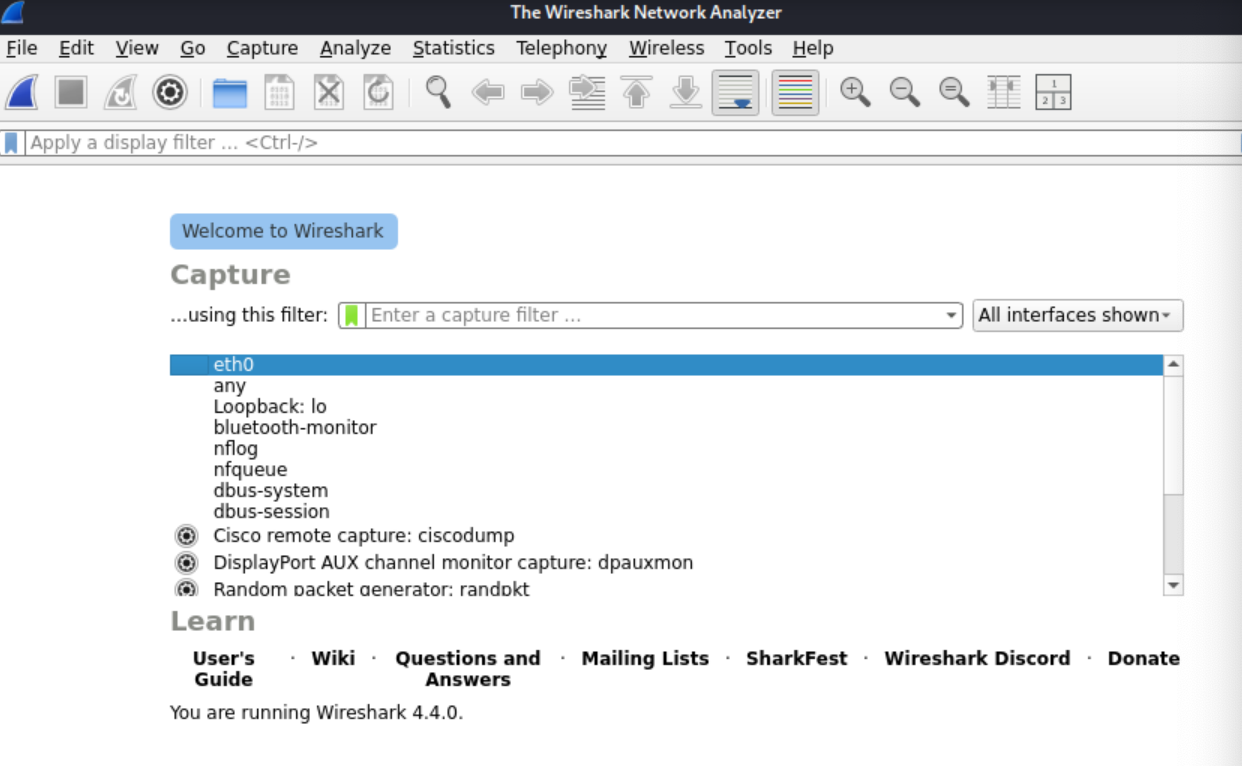 The Wireshark Network Analyzer
File Edit View Go Capture Analyze Statistics Telephony Wireless Tools Help
1
2 3
Apply a display filter ... <Ctrl-/>
Welcome to Wireshark
Capture
...using this filter: Enter a capture filter ... All interfaces shown
eth0
any
Loopback: lo
bluetooth-monitor
nflog
nfqueue
dbus-system
dbus-session
Cisco remote capture: ciscodump
DisplayPort AUX channel monitor capture: dpauxmon
Random packet generator: randpkt
Learn
User's Guide · Wiki · Questions and Answers · Mailing Lists · SharkFest · Wireshark Discord · Donate
You are running Wireshark 4.4.0.